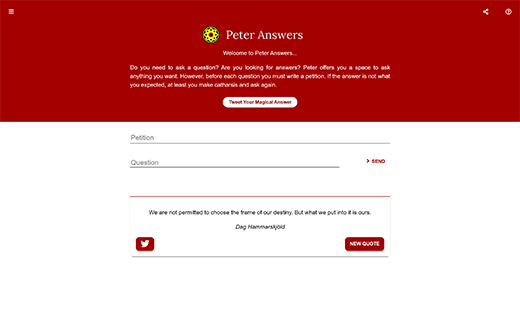 Peter Answers
Welcome to Peter Answers...
Do you need to ask a question? Are you looking for answers? Peter offers you a space to ask
anything you want. However, before each question you must write a petition. If the answer is not what
you expected, at least you make catharsis and ask again.
Tweet Your Magical Answer
Petition
Question
SEND
We are not permitted to choose the frame of our destiny. But what we put into it is ours.
Dag Hammarskjöld
NEW QUOTE